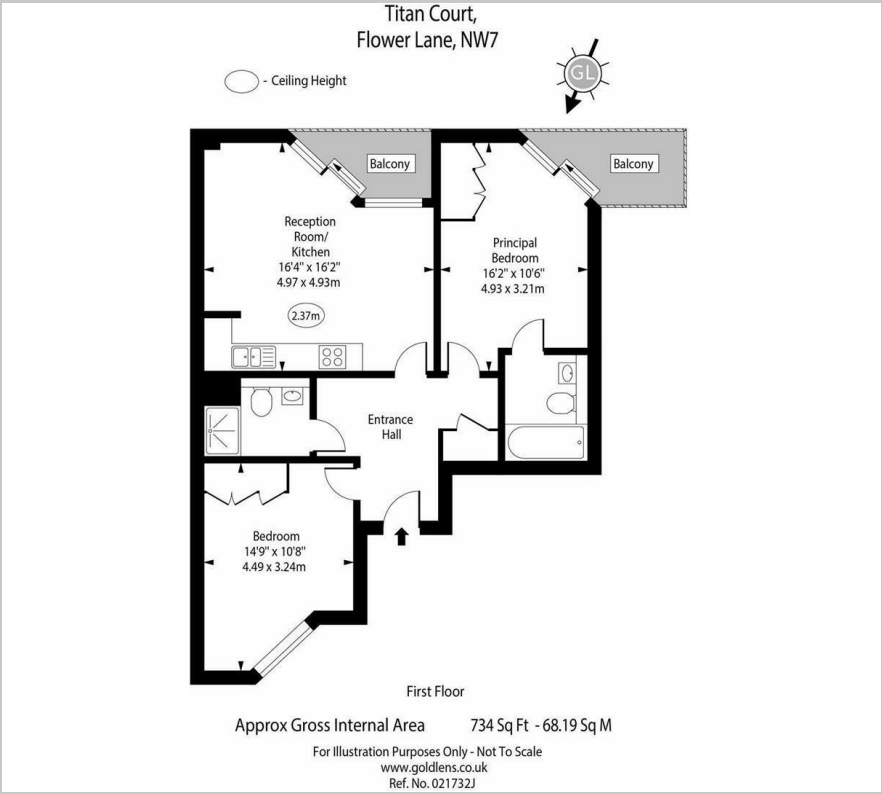 Titan Court,
Flower Lane, NW7
GL
- Ceiling Height
Balcony
Balcony
Reception
Room/
Kitchen
16'4" x 16'2"
4.97 x 4.93m
2.37m
Principal
Bedroom
16'2" x 10'6"
4.93 x 3.21m
Entrance
Hall
Bedroom
14'9" x 10'8"
4.49 x 3.24m
First Floor
Approx Gross Internal Area 734 Sq Ft - 68.19 Sq M
For Illustration Purposes Only - Not To Scale
www.goldlens.co.uk
Ref. No. 021732J